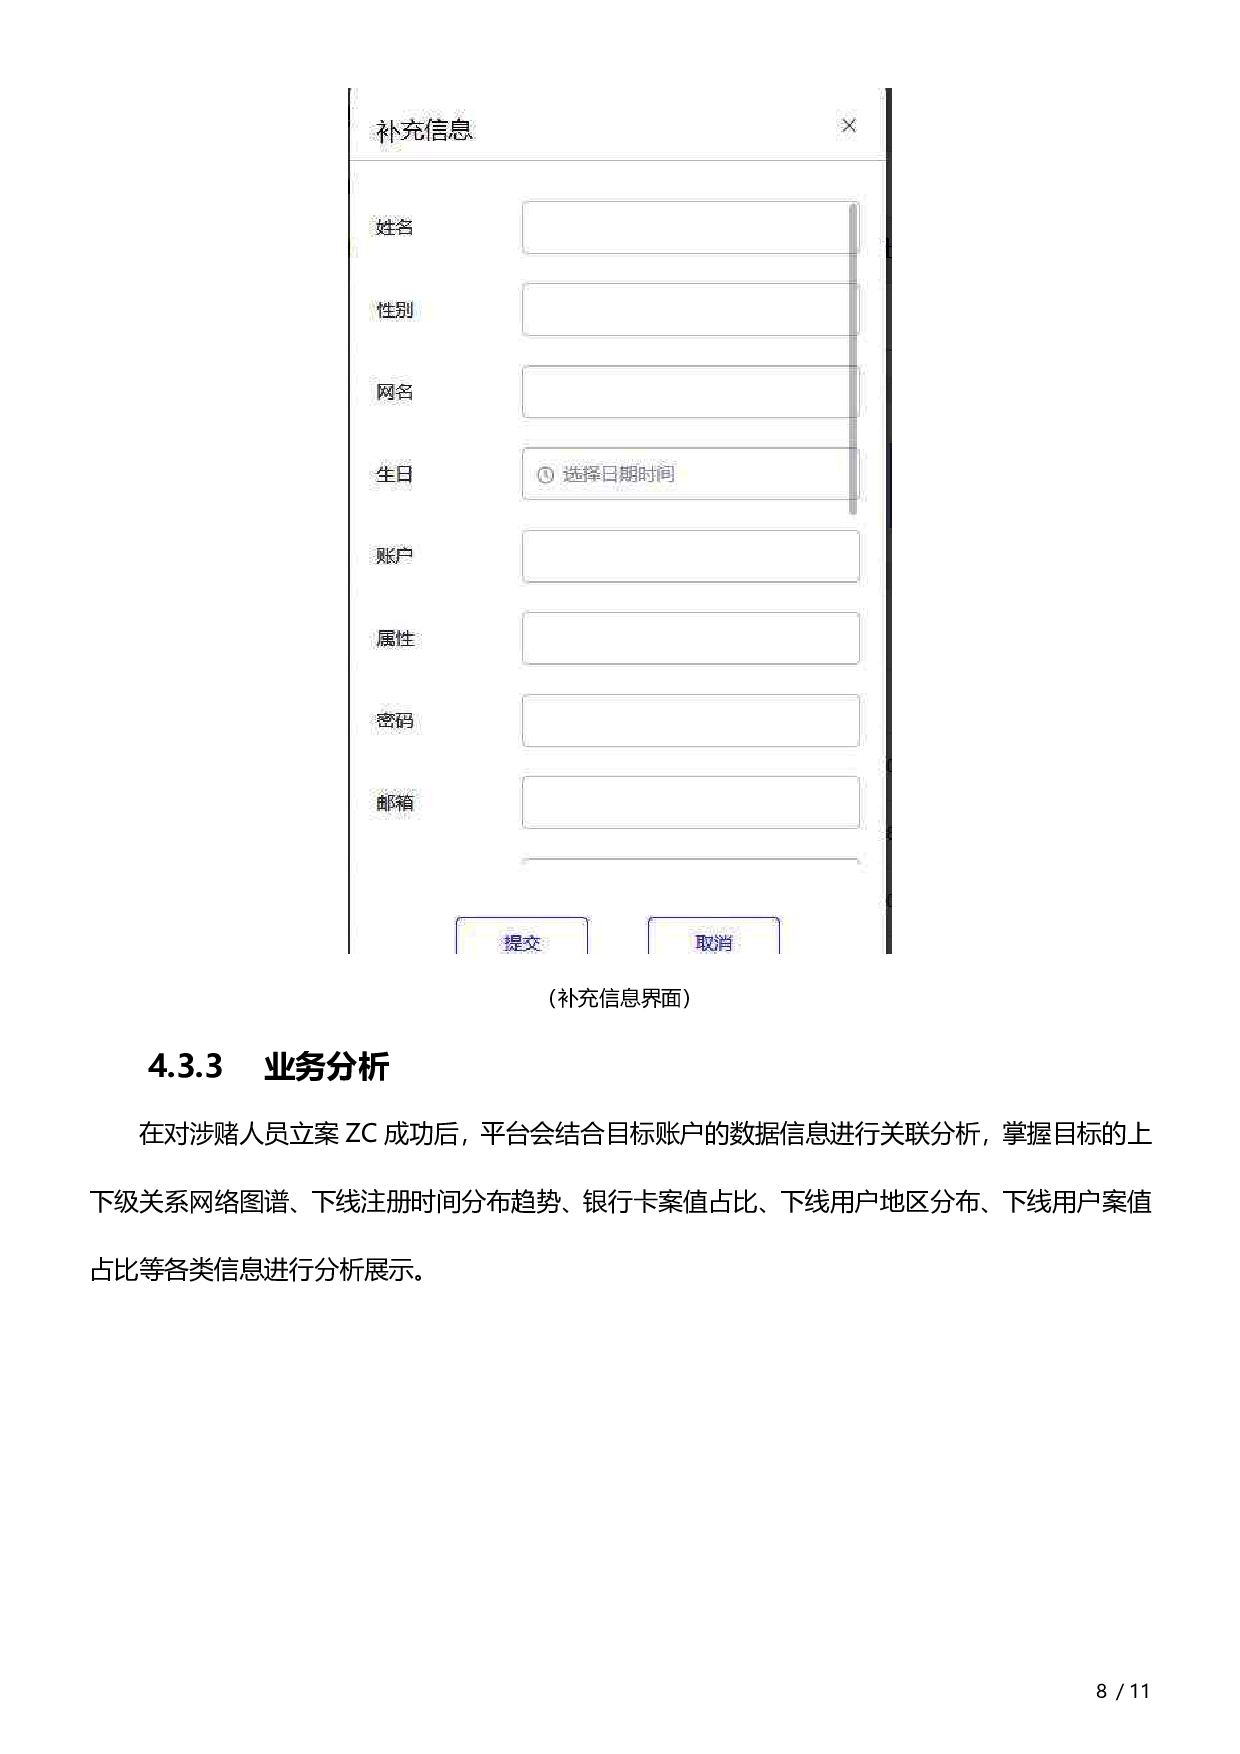 补充信息
姓名
性别
网名
生日 选择日期时间
账户
属性
密码
邮箱
提交 取消
（补充信息界面）
4.3.3 业务分析
在对涉赌人员立案 ZC 成功后，平台会结合目标账户的数据信息进行关联分析，掌握目标的上
下级关系网络图谱、下线注册时间分布趋势、银行卡案值占比、下线用户地区分布、下线用户案值
占比等各类信息进行分析展示。
8 / 11